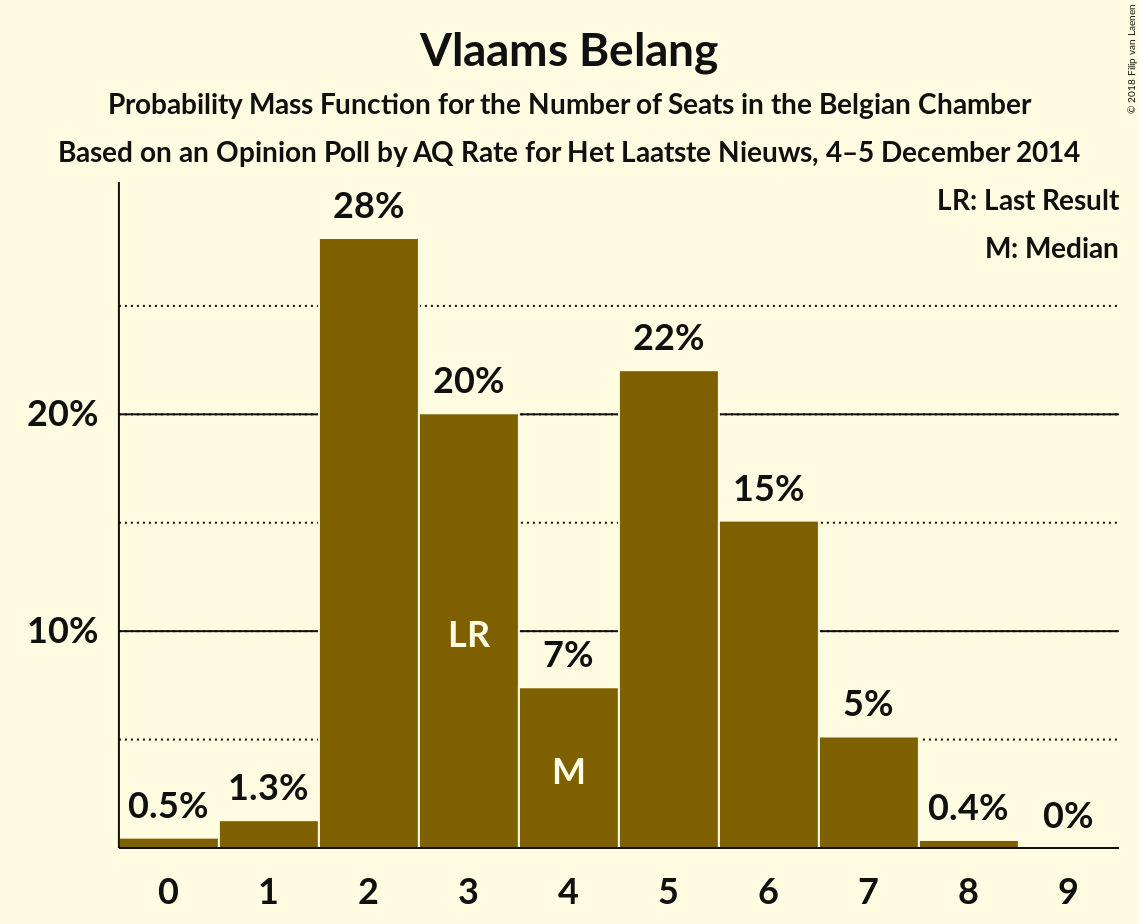 Vlaams Belang
Probability Mass Function for the Number of Seats in the Belgian Chamber
Based on an Opinion Poll by AQ Rate for Het Laatste Nieuws, 4–5 December 2014
© 2018 Filip van Laenen
LR: Last Result
M: Median
28%
22%
20%
20%
15%
10%
LR
7%
5%
M
1.3%
0.5%
0.4%
0%
0 1 2 3 4 5 6 7 8 9